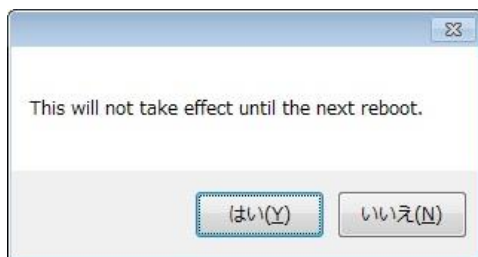 This will not take effect until the next reboot.
はい(Y) いいえ(N)